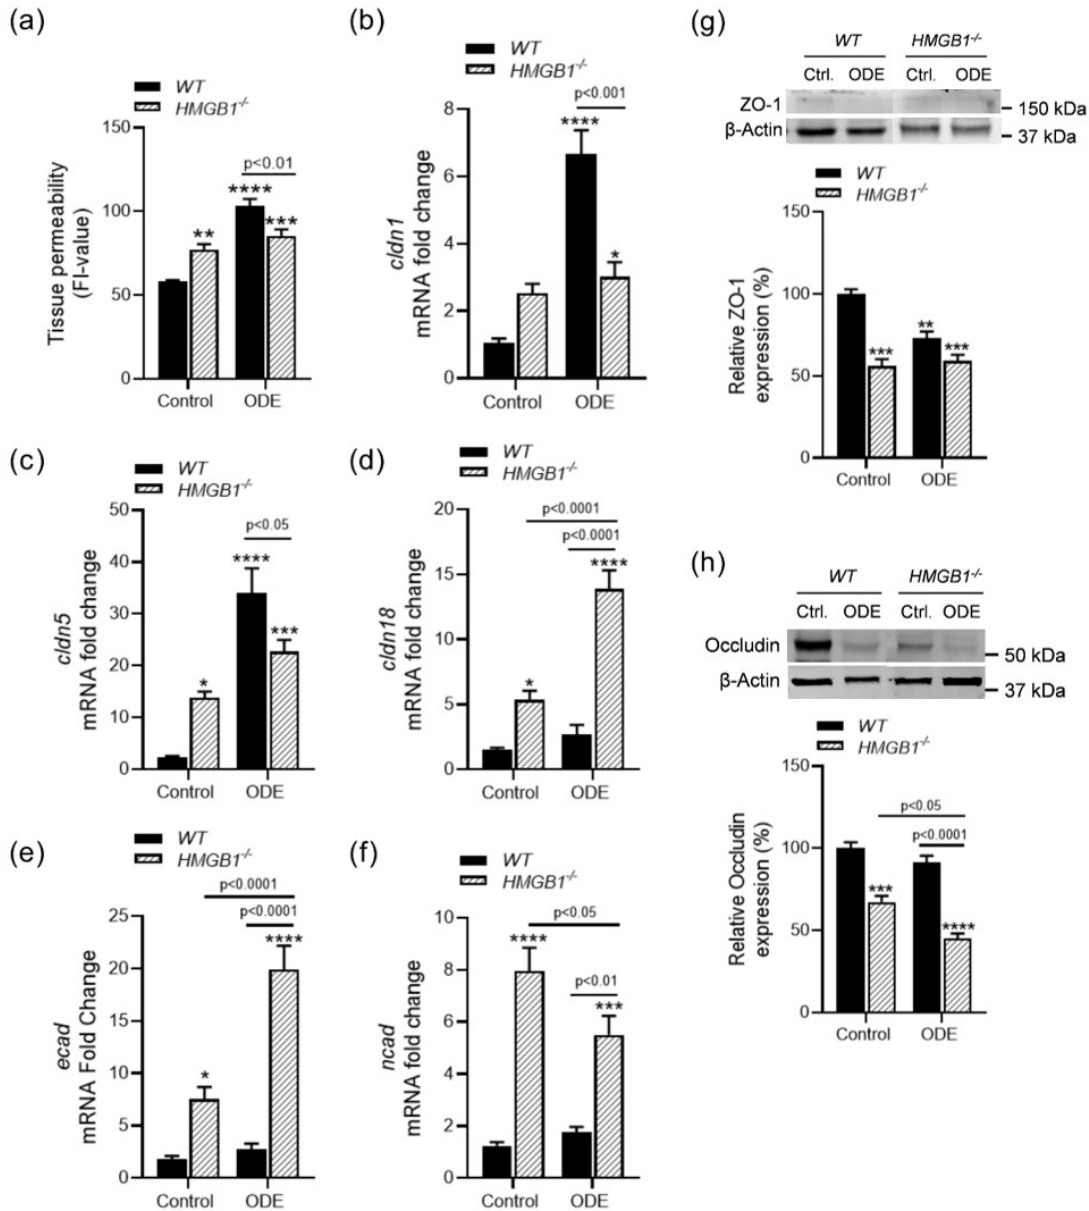 (a)
WT
HMGB1-/-
Tissue permeability
(FI-value)
150
100
50
0
p<0.01
**
****
***
Control ODE
(b)
WT
HMGB1-/-
cldn1
mRNA fold change
8
6
4
2
0
p<0.001
****
*
Control ODE
(c)
WT
HMGB1-/-
cldn5
mRNA fold change
50
40
30
20
10
0
p<0.05
****
***
*
Control ODE
(d)
WT
HMGB1-/-
cldn18
mRNA fold change
20
15
10
5
0
p<0.0001
p<0.0001
****
*
Control ODE
(e)
WT
HMGB1-/-
ecad
mRNA Fold Change
25
20
15
10
5
0
p<0.0001
p<0.0001
****
*
Control ODE
(f)
WT
HMGB1-/-
ncad
mRNA fold change
10
8
6
4
2
0
p<0.05
****
p<0.01
***
Control ODE
(g)
WT HMGB1-/-
Ctrl. ODE Ctrl. ODE
ZO-1
150 kDa
β-Actin
37 kDa
WT
HMGB1-/-
Relative ZO-1
expression (%)
150
100
50
0
***
**
***
Control ODE
(h)
WT HMGB1-/-
Ctrl. ODE Ctrl. ODE
Occludin
50 kDa
β-Actin
37 kDa
WT
HMGB1-/-
Relative Occludin
expression (%)
150
100
50
0
p<0.05
p<0.0001
***
****
Control ODE